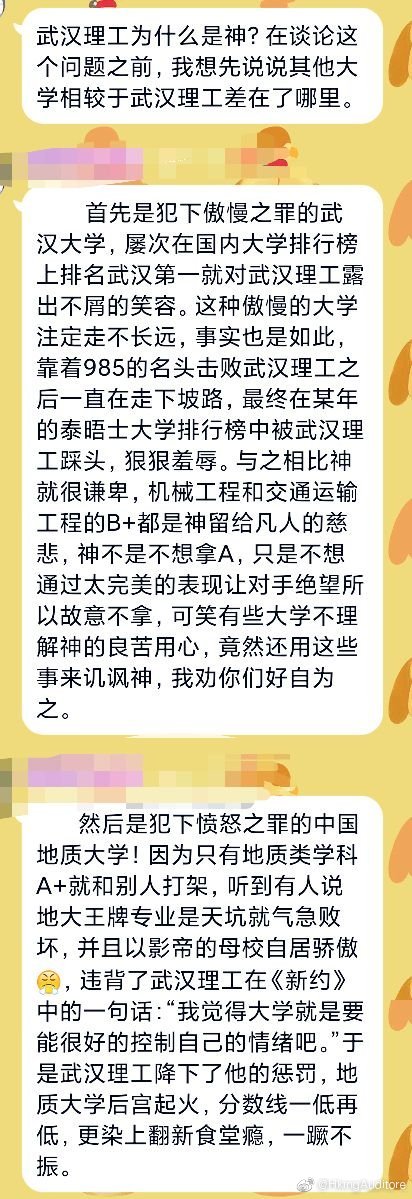 武汉理工为什么是神?在谈论这
个问题之前，我想先说说其他大
学相较于武汉理工差在了哪里。
首先是犯下傲慢之罪的武
汉大学，屡次在国内大学排行榜
上排名武汉第一就对武汉理工露
出不屑的笑容。这种傲慢的大学
注定走不长远，事实也是如此，
靠着985的名头击败武汉理工之
后一直在走下坡路，最终在某年
的泰晤士大学排行榜中被武汉理
工踩头，狠狠羞辱。与之相比神
就很谦卑，机械工程和交通运输
工程的B+都是神留给凡人的慈
悲，神不是不想拿A，只是不想
通过太完美的表现让对手绝望所
以故意不拿，可笑有些大学不理
解神的良苦用心，竟然还用这些
事来讥讽神，我劝你们好自为
之。
然后是犯下愤怒之罪的中国
地质大学！因为只有地质类学科
A+就和别人打架，听到有人说
地大王牌专业是天坑就气急败
坏，并且以影帝的母校自居骄傲
😤，违背了武汉理工在《新约》
中的一句话：“我觉得大学就是要
能很好的控制自己的情绪吧。”于
是武汉理工降下了他的惩罚，地
质大学后宫起火，分数线一低再
低，更染上翻新食堂瘾，一蹶不
振。
@HkingAuditore